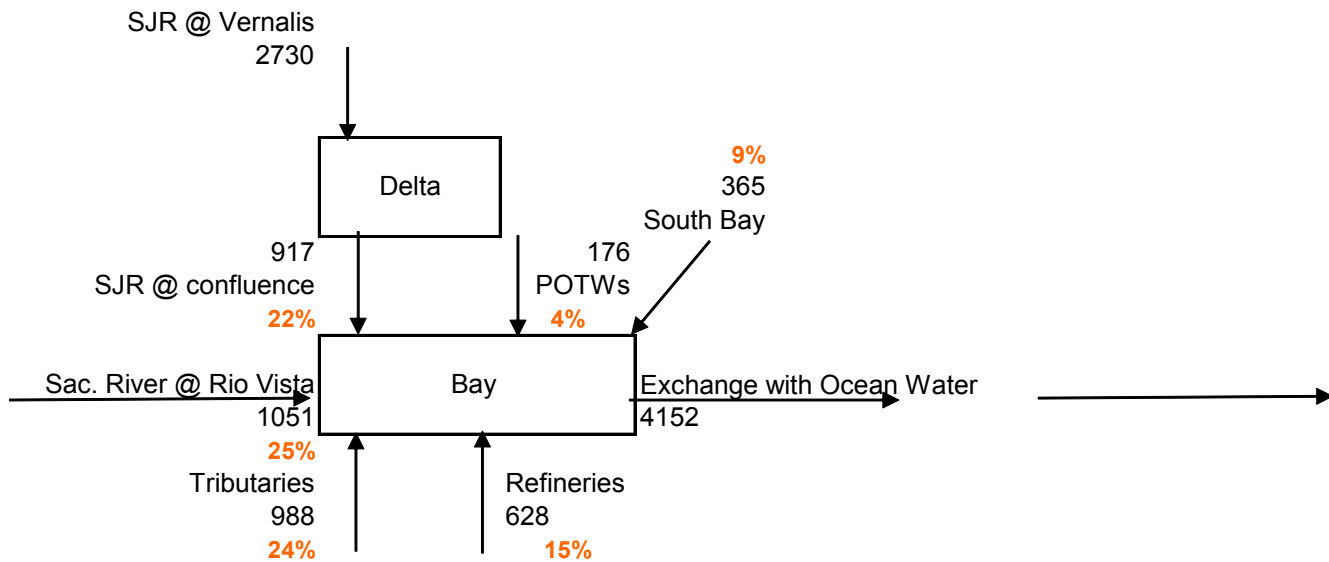 SJR @ Vernalis
2730
Delta
9%
365
South Bay
917
SJR @ confluence
22%
176
POTWs
4%
Sac. River @ Rio Vista
1051
25%
Bay
Exchange with Ocean Water
4152
Tributaries
988
24%
Refineries
628
15%